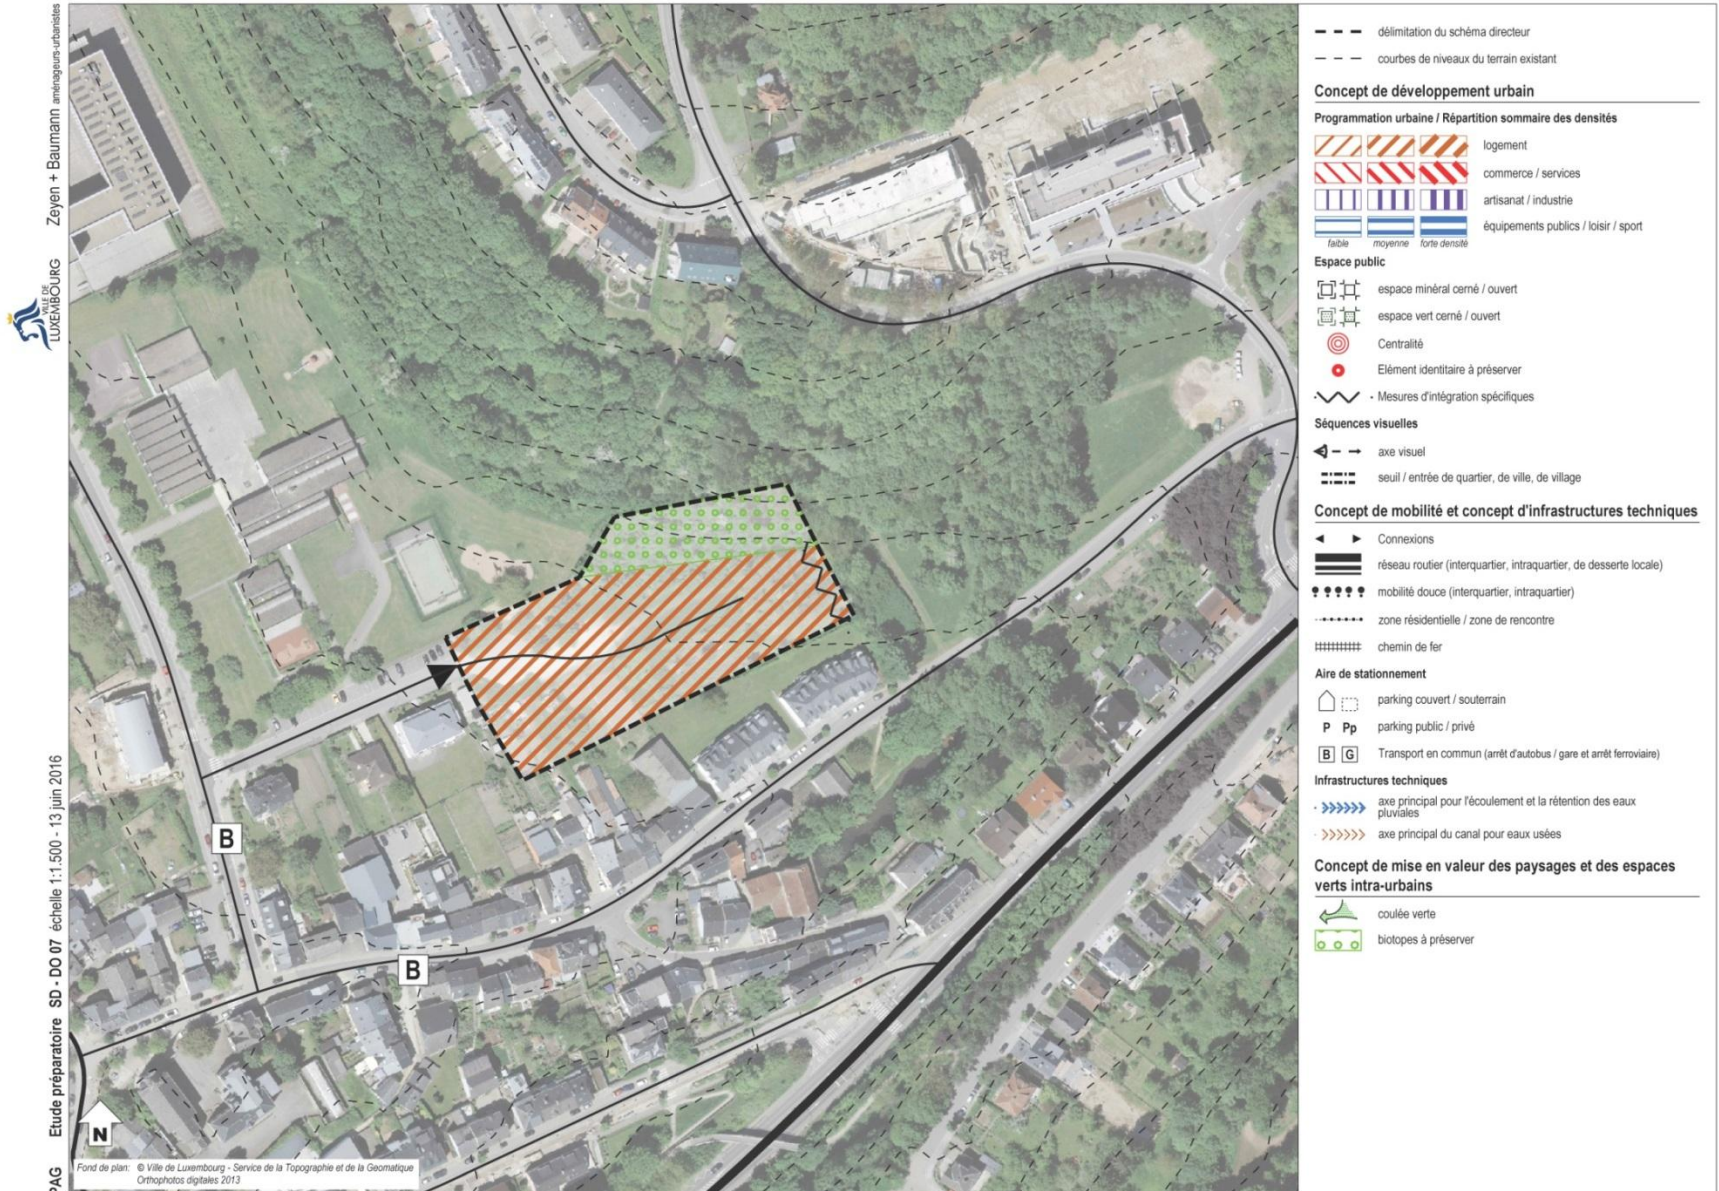 Zeyen + Baumann aménageurs-urbanistes
VILLE DE
LUXEMBOURG
PAG Etude préparatoire SD - DO 07 échelle 1:1.500 - 13 juin 2016
B
B
N
Fond de plan: © Ville de Luxembourg - Service de la Topographie et de la Geomatique
Orthophotos digitales 2013
délimitation du schéma directeur
courbes de niveaux du terrain existant
Concept de développement urbain
Programmation urbaine / Répartition sommaire des densités
logement
commerce / services
artisanat / industrie
équipements publics / loisir / sport
faible moyenne forte densité
Espace public
espace minéral cerné / ouvert
espace vert cerné / ouvert
Centralité
Elément identitaire à préserver
Mesures d'intégration spécifiques
Séquences visuelles
axe visuel
seuil / entrée de quartier, de ville, de village
Concept de mobilité et concept d'infrastructures techniques
Connexions
réseau routier (interquartier, intraquartier, de desserte locale)
mobilité douce (interquartier, intraquartier)
zone résidentielle / zone de rencontre
chemin de fer
Aire de stationnement
parking couvert / souterrain
P Pp parking public / privé
B G Transport en commun (arrêt d'autobus / gare et arrêt ferroviaire)
Infrastructures techniques
axe principal pour l'écoulement et la rétention des eaux
pluviales
axe principal du canal pour eaux usées
Concept de mise en valeur des paysages et des espaces
verts intra-urbains
coulée verte
biotopes à préserver